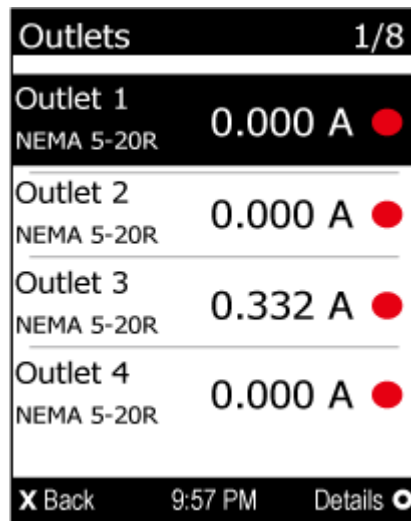 Outlets 1/8
Outlet 1
NEMA 5-20R
0.000 A
Outlet 2
NEMA 5-20R
0.000 A
Outlet 3
NEMA 5-20R
0.332 A
Outlet 4
NEMA 5-20R
0.000 A
X Back 9:57 PM Details O